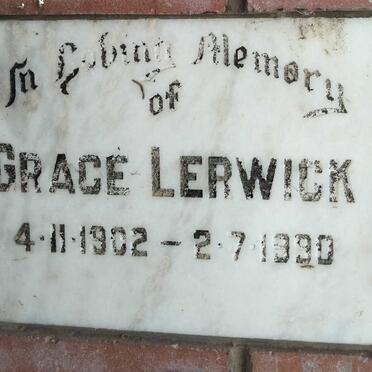 In Loving Memory
of
GRACE LERWICK
4·11·1902 — 2·7·1990